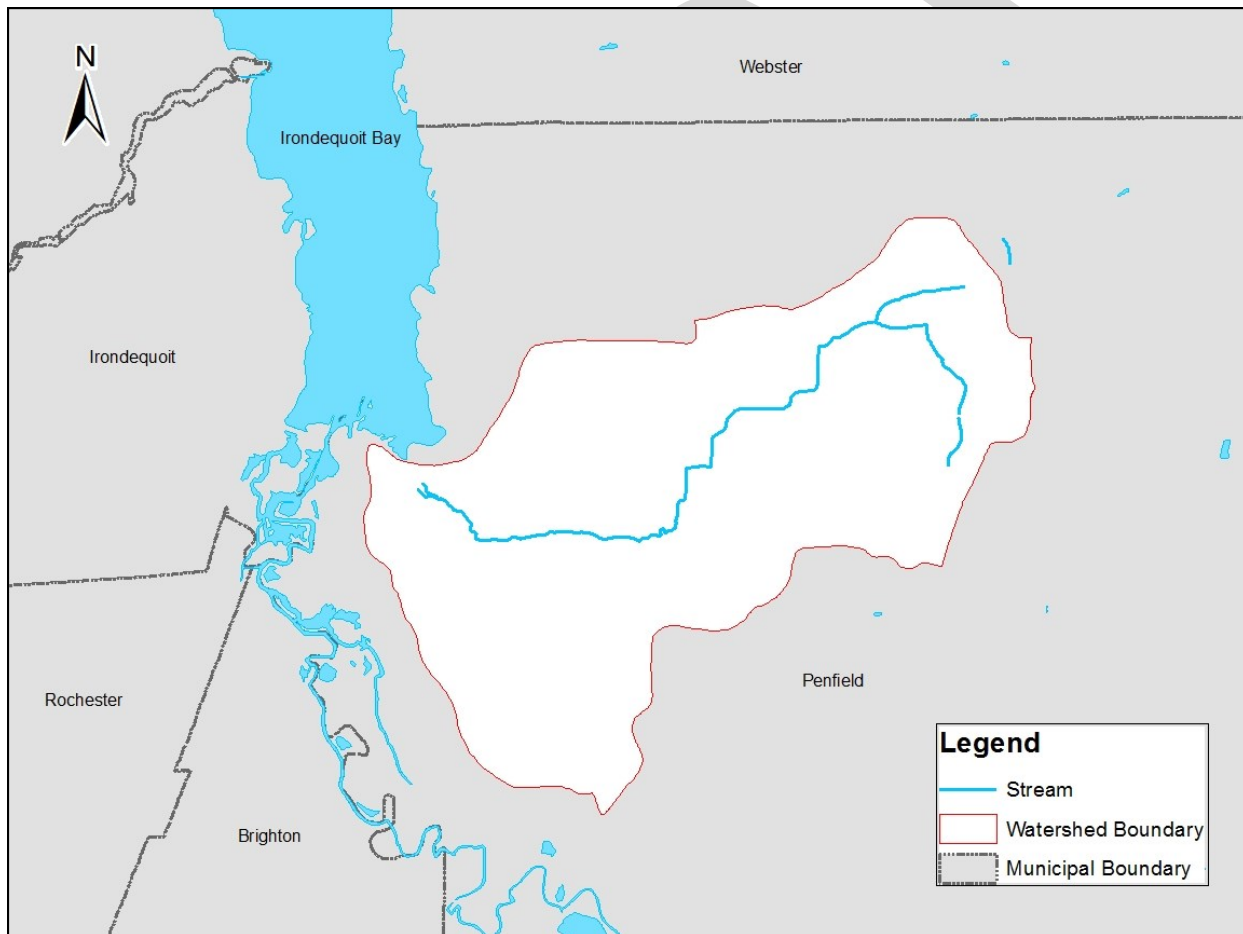 N
Webster
Irondequoit Bay
Irondequoit
Rochester
Penfield
Brighton
Legend
Stream
Watershed Boundary
Municipal Boundary